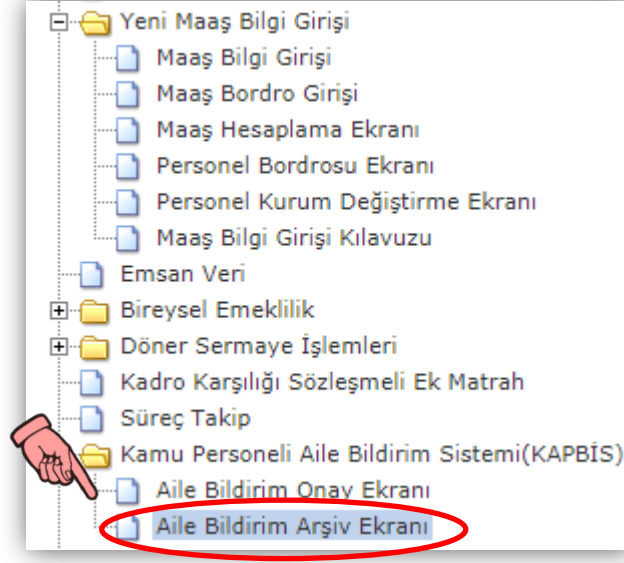 Yeni Maaş Bilgi Girişi
Maaş Bilgi Girişi
Maaş Bordro Girişi
Maaş Hesaplama Ekranı
Personel Bordrosu Ekranı
Personel Kurum Değiştirme Ekranı
Maaş Bilgi Girişi Kılavuzu
Emsan Veri
Bireysel Emeklilik
Döner Sermaye İşlemleri
Kadro Karşılığı Sözleşmeli Ek Matrah
Süreç Takip
Kamu Personeli Aile Bildirim Sistemi(KAPBİS)
Aile Bildirim Onay Ekranı
Aile Bildirim Arşiv Ekranı